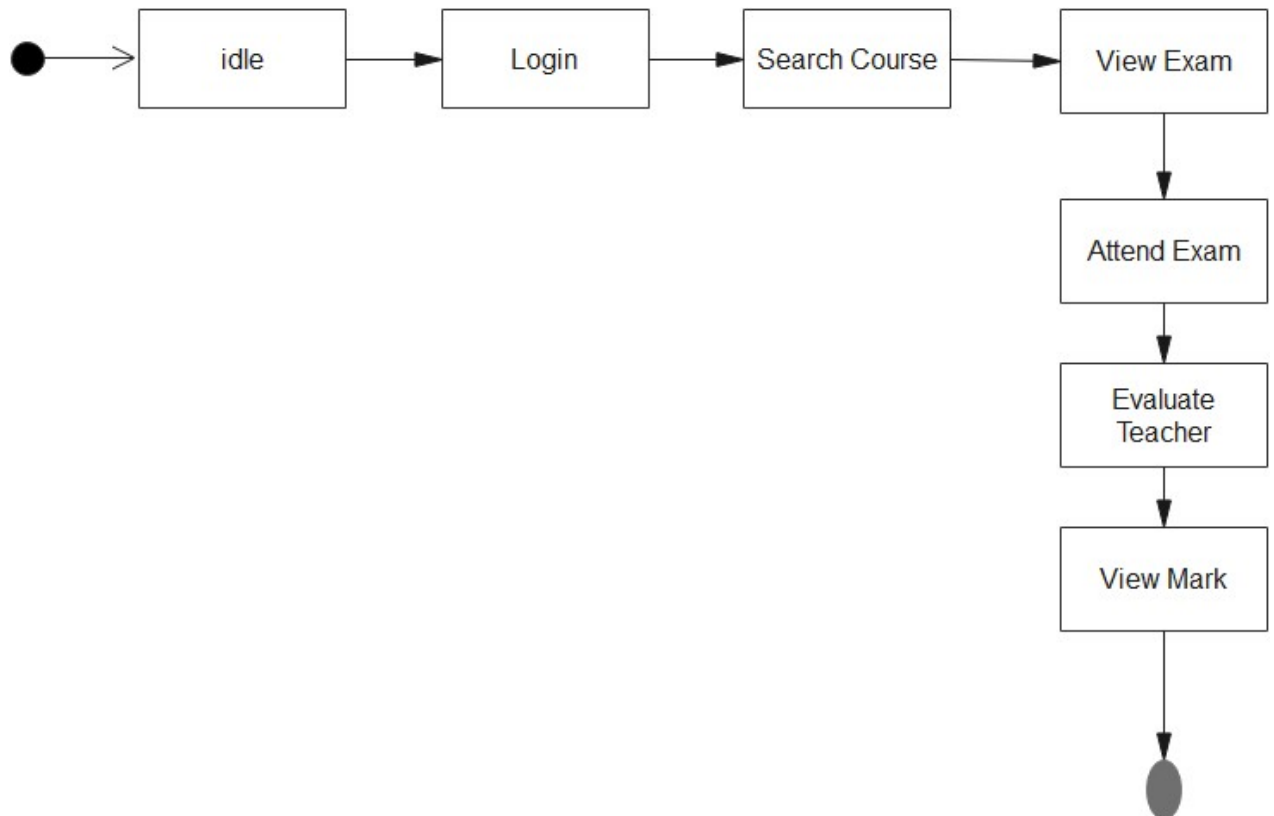 idle
Login
Search Course
View Exam
Attend Exam
Evaluate
Teacher
View Mark